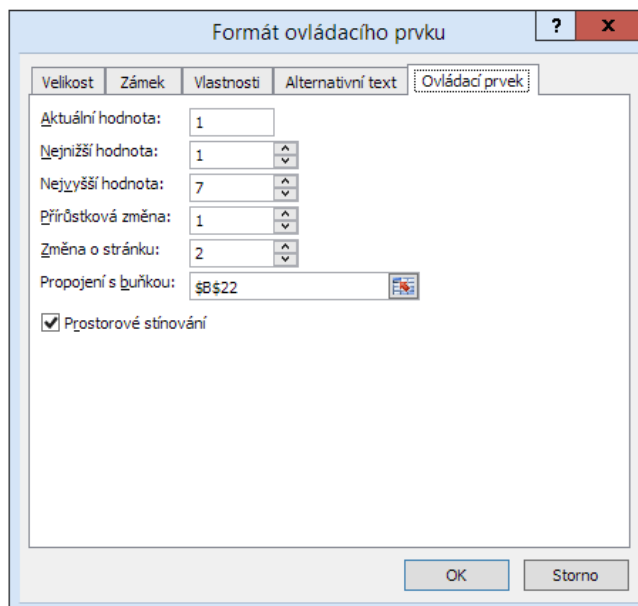 Formát ovládacího prvku ? x
Velikost Zámek Vlastnosti Alternativní text Ovládací prvek
Aktuální hodnota: 1
Nejnižší hodnota: 1
Nejvyšší hodnota: 7
Přírůstková změna: 1
Změna o stránku: 2
Propojení s buňkou: $B$22
Prostorové stínování
OK Storno